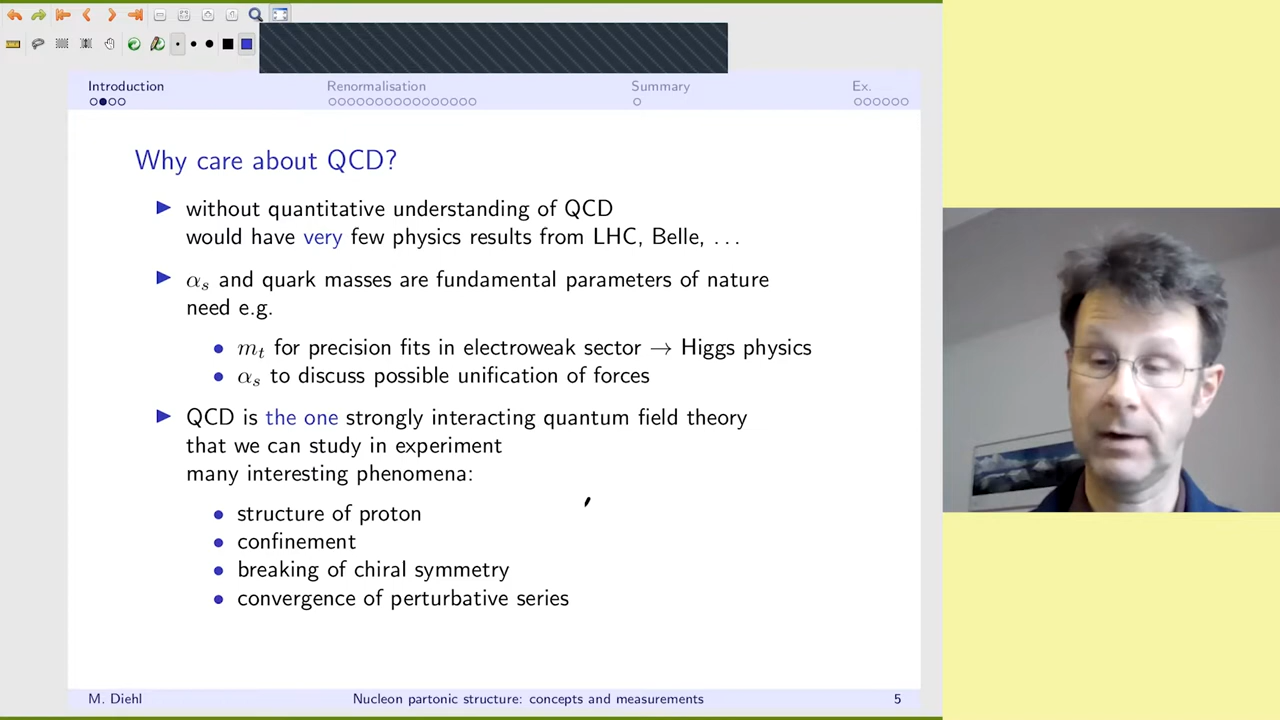 Introduction Renormalisation Summary Ex.
Why care about QCD?
without quantitative understanding of QCD
would have very few physics results from LHC, Belle, ...
αs and quark masses are fundamental parameters of nature
need e.g.
mt for precision fits in electroweak sector → Higgs physics
αs to discuss possible unification of forces
QCD is the one strongly interacting quantum field theory
that we can study in experiment
many interesting phenomena:
structure of proton
confinement
breaking of chiral symmetry
convergence of perturbative series
M. Diehl Nucleon partonic structure: concepts and measurements 5